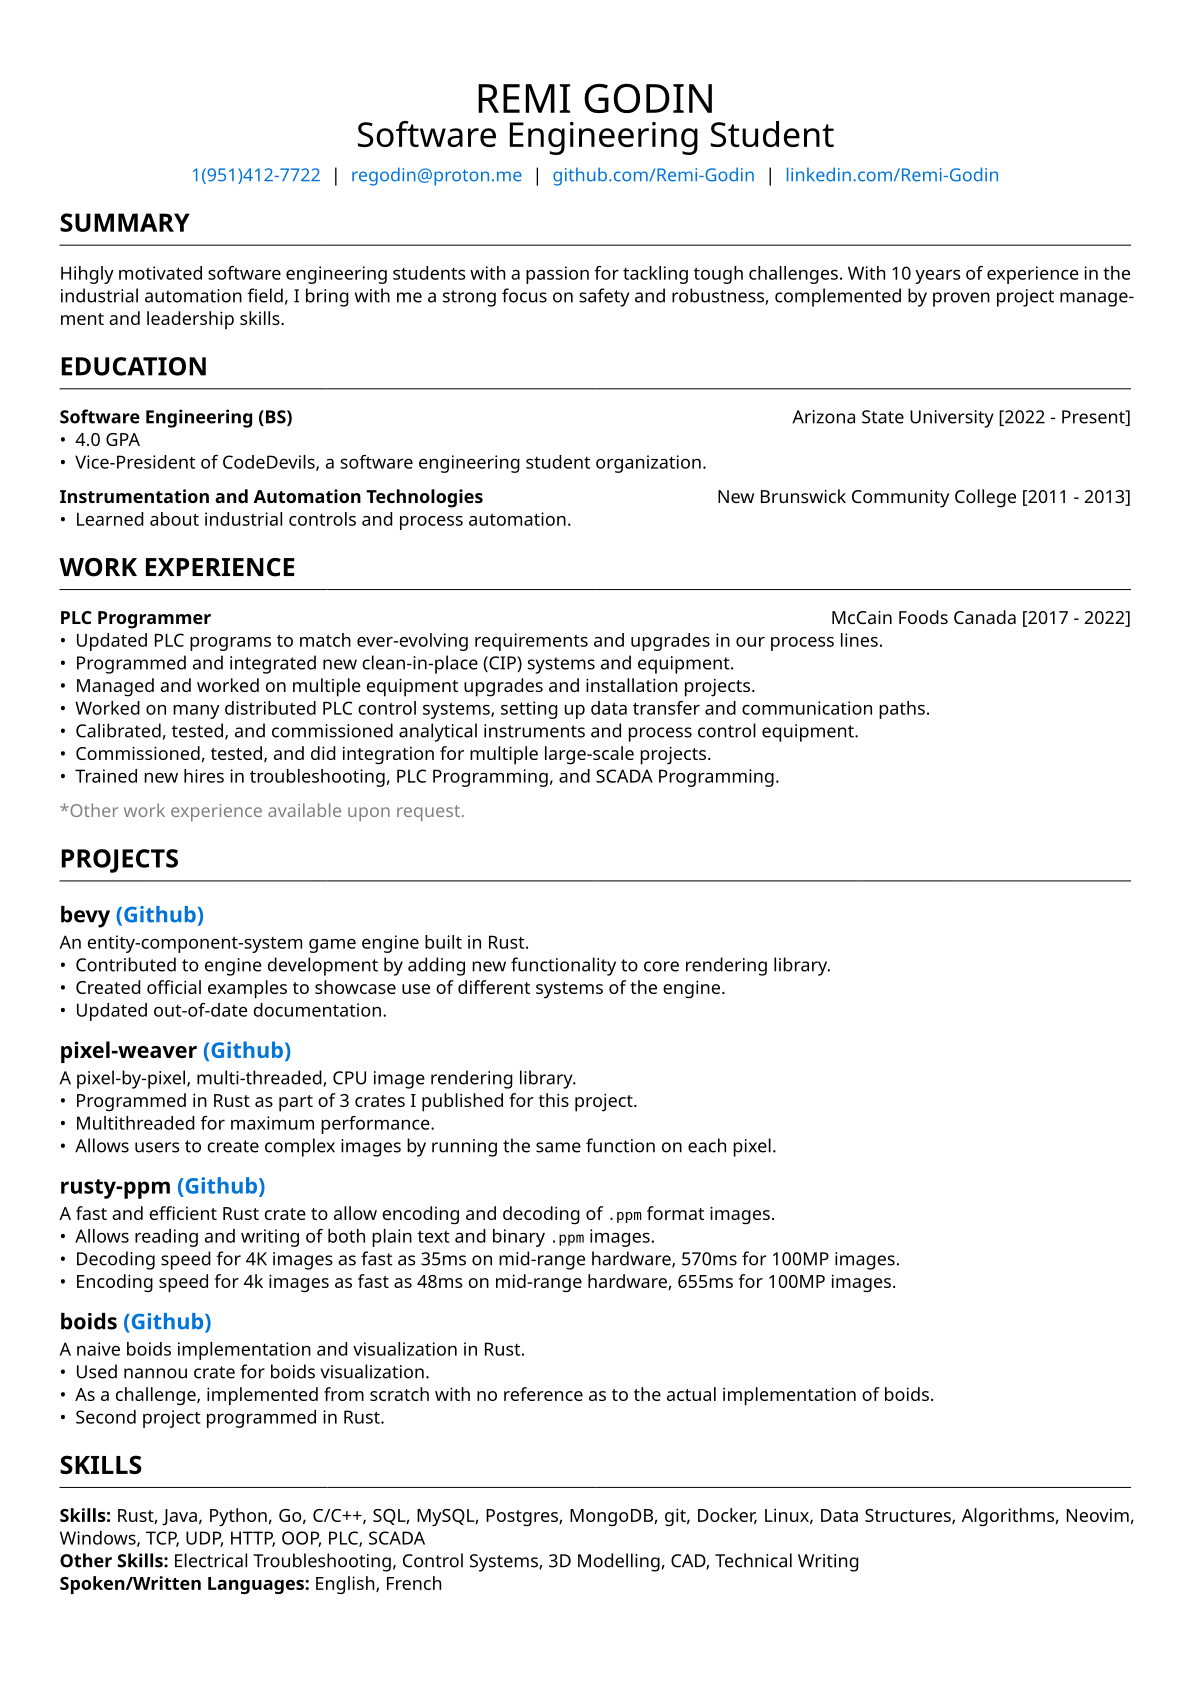 REMI GODIN
Software Engineering Student
1(951)412-7722 | regodin@proton.me | github.com/Remi-Godin | linkedin.com/Remi-Godin
SUMMARY
Hihgly motivated software engineering students with a passion for tackling tough challenges. With 10 years of experience in the
industrial automation field, I bring with me a strong focus on safety and robustness, complemented by proven project manage-
ment and leadership skills.
EDUCATION
Software Engineering (BS) Arizona State University [2022 - Present]
• 4.0 GPA
• Vice-President of CodeDevils, a software engineering student organization.
Instrumentation and Automation Technologies New Brunswick Community College [2011 - 2013]
• Learned about industrial controls and process automation.
WORK EXPERIENCE
PLC Programmer McCain Foods Canada [2017 - 2022]
• Updated PLC programs to match ever-evolving requirements and upgrades in our process lines.
• Programmed and integrated new clean-in-place (CIP) systems and equipment.
• Managed and worked on multiple equipment upgrades and installation projects.
• Worked on many distributed PLC control systems, setting up data transfer and communication paths.
• Calibrated, tested, and commissioned analytical instruments and process control equipment.
• Commissioned, tested, and did integration for multiple large-scale projects.
• Trained new hires in troubleshooting, PLC Programming, and SCADA Programming.
*Other work experience available upon request.
PROJECTS
bevy (Github)
An entity-component-system game engine built in Rust.
• Contributed to engine development by adding new functionality to core rendering library.
• Created official examples to showcase use of different systems of the engine.
• Updated out-of-date documentation.
pixel-weaver (Github)
A pixel-by-pixel, multi-threaded, CPU image rendering library.
• Programmed in Rust as part of 3 crates I published for this project.
• Multithreaded for maximum performance.
• Allows users to create complex images by running the same function on each pixel.
rusty-ppm (Github)
A fast and efficient Rust crate to allow encoding and decoding of .ppm format images.
• Allows reading and writing of both plain text and binary .ppm images.
• Decoding speed for 4K images as fast as 35ms on mid-range hardware, 570ms for 100MP images.
• Encoding speed for 4k images as fast as 48ms on mid-range hardware, 655ms for 100MP images.
boids (Github)
A naive boids implementation and visualization in Rust.
• Used nannou crate for boids visualization.
• As a challenge, implemented from scratch with no reference as to the actual implementation of boids.
• Second project programmed in Rust.
SKILLS
Skills: Rust, Java, Python, Go, C/C++, SQL, MySQL, Postgres, MongoDB, git, Docker, Linux, Data Structures, Algorithms, Neovim,
Windows, TCP, UDP, HTTP, OOP, PLC, SCADA
Other Skills: Electrical Troubleshooting, Control Systems, 3D Modelling, CAD, Technical Writing
Spoken/Written Languages: English, French